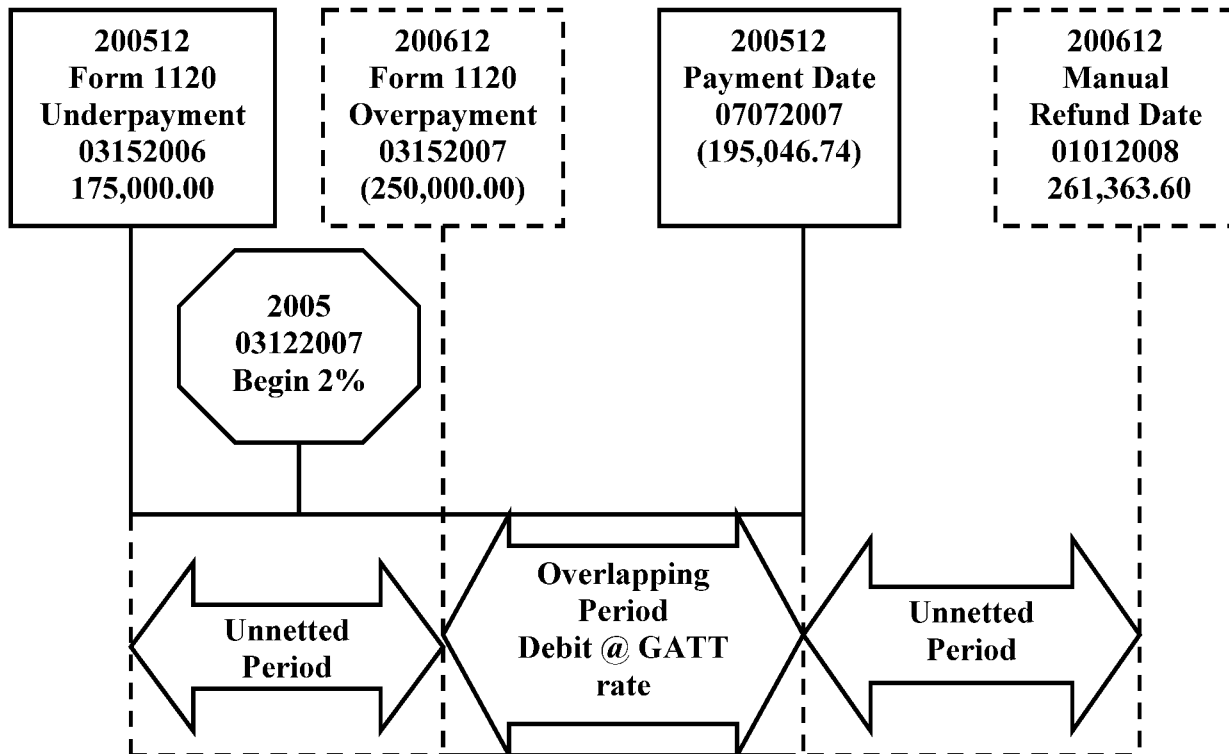 200512
Form 1120
Underpayment
03152006
175,000.00
200612
Form 1120
Overpayment
03152007
(250,000.00)
200512
Payment Date
07072007
(195,046.74)
200612
Manual
Refund Date
01012008
261,363.60
2005
03122007
Begin 2%
Unnetted
Period
Overlapping
Period
Debit @ GATT
rate
Unnetted
Period